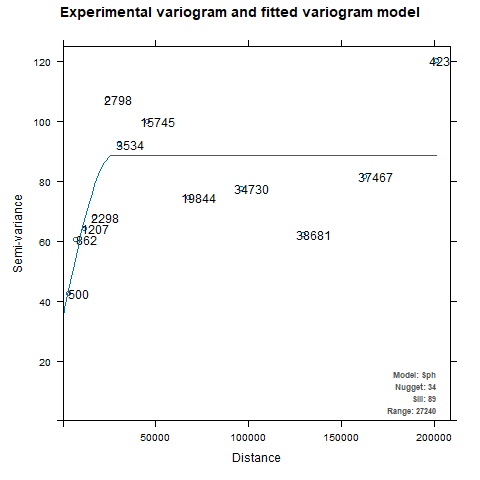 Experimental variogram and fitted variogram model
120
423
100
2798
15745
3534
80
37467
34730
19844
2298
1207
38681
60
862
40
500
20
Semi-variance
Model: Sph
Nugget: 34
Sill: 89
Range: 27240
50000 100000 150000 200000
Distance